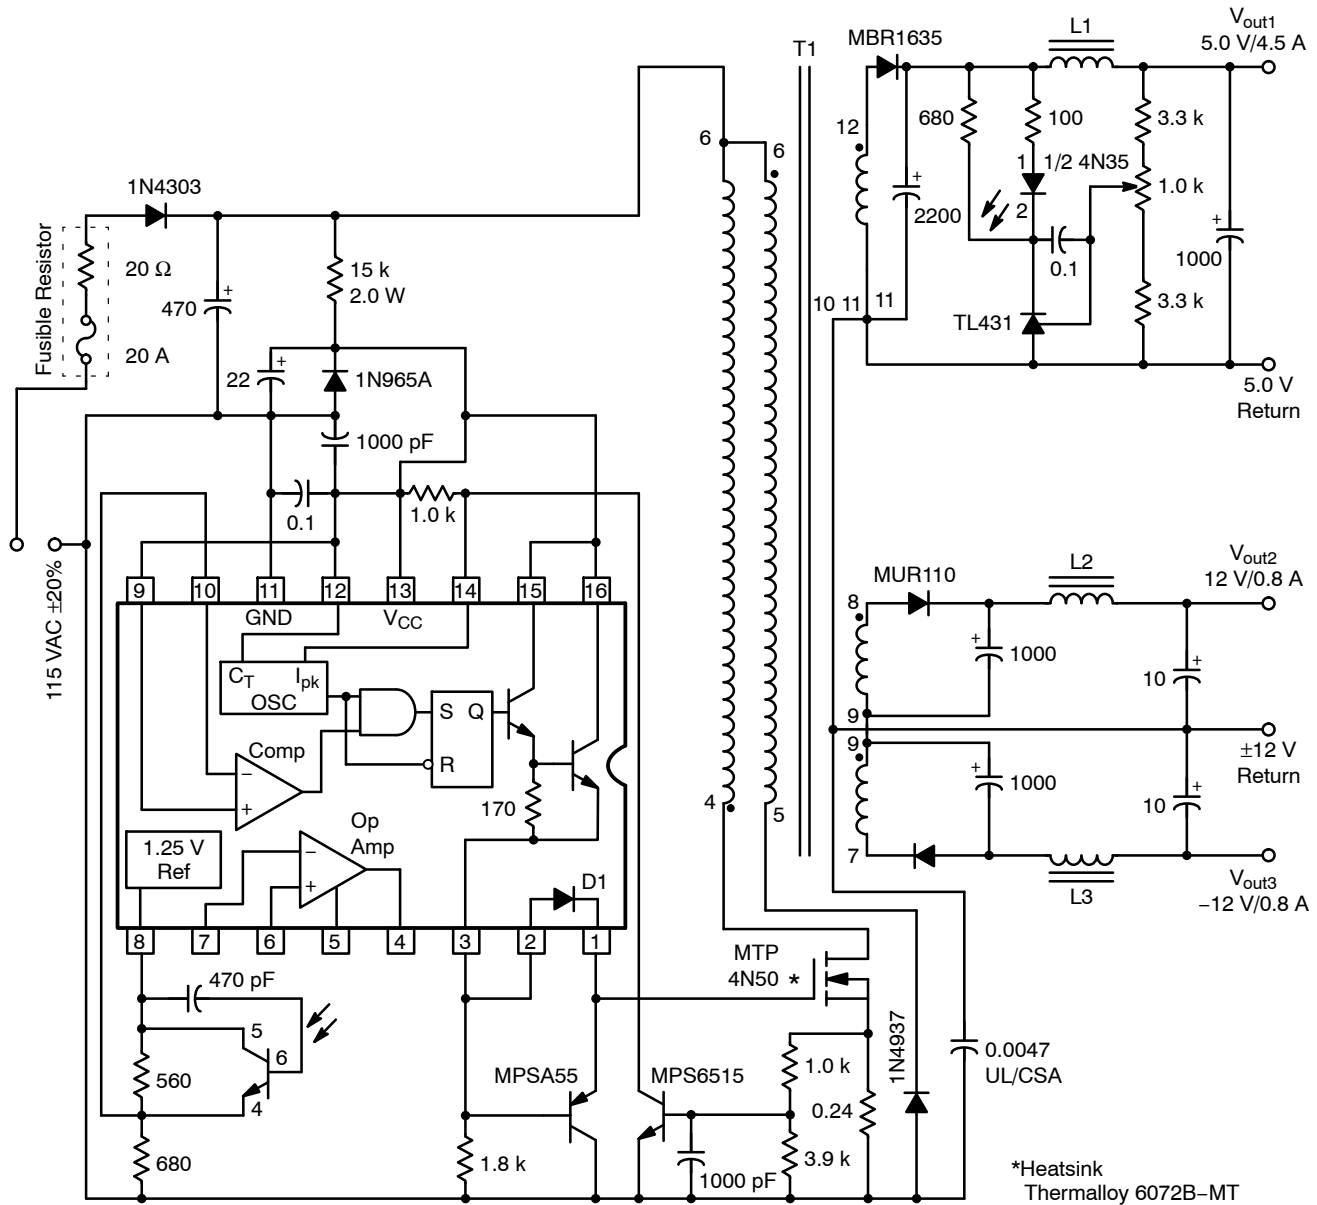 T1
MBR1635
L1
Vout1
5.0 V/4.5 A
6
6
12
680
100
3.3 k
1
1/2 4N35
1.0 k
1N4303
+
2200
2
+
1000
0.1
Fusible Resistor
20 Ω
15 k
2.0 W
470
+
3.3 k
10
11
11
TL431
20 A
22
+
1N965A
5.0 V
Return
1000 pF
0.1
1.0 k
115 VAC ±20%
9
10
11
12
13
14
15
16
GND
VCC
CT
Ipk
OSC
S
Q
R
Comp
−
+
170
Op
Amp
−
+
1.25 V
Ref
D1
8
7
6
5
4
3
2
1
MUR110
L2
Vout2
12 V/0.8 A
8
+
1000
10
+
9
9
±12 V
Return
+
1000
10
+
4
5
7
L3
Vout3
−12 V/0.8 A
MTP
4N50 *
470 pF
5
6
4
560
680
MPSA55
MPS6515
1.0 k
0.24
1N4937
0.0047
UL/CSA
1.8 k
1000 pF
3.9 k
*Heatsink
Thermalloy 6072B−MT